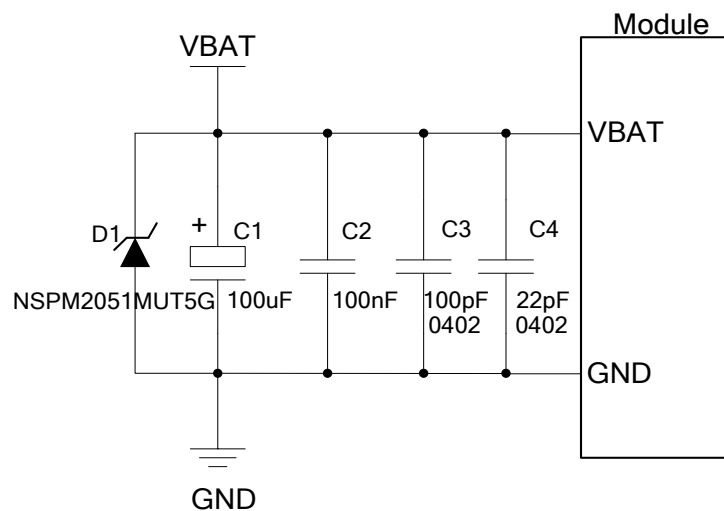 Module
VBAT
VBAT
D1
+
C1
C2
C3
C4
NSPM2051MUT5G
100uF
100nF
100pF
0402
22pF
0402
GND
GND